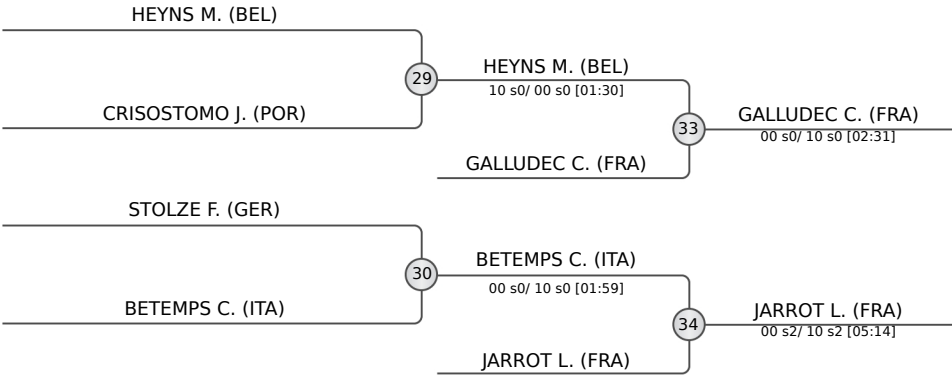 HEYNS M. (BEL)
29
CRISOSTOMO J. (POR)
HEYNS M. (BEL)
10 s0/ 00 s0 [01:30]
33
GALLUDEC C. (FRA)
GALLUDEC C. (FRA)
00 s0/ 10 s0 [02:31]
STOLZE F. (GER)
30
BETEMPS C. (ITA)
BETEMPS C. (ITA)
00 s0/ 10 s0 [01:59]
34
JARROT L. (FRA)
JARROT L. (FRA)
00 s2/ 10 s2 [05:14]